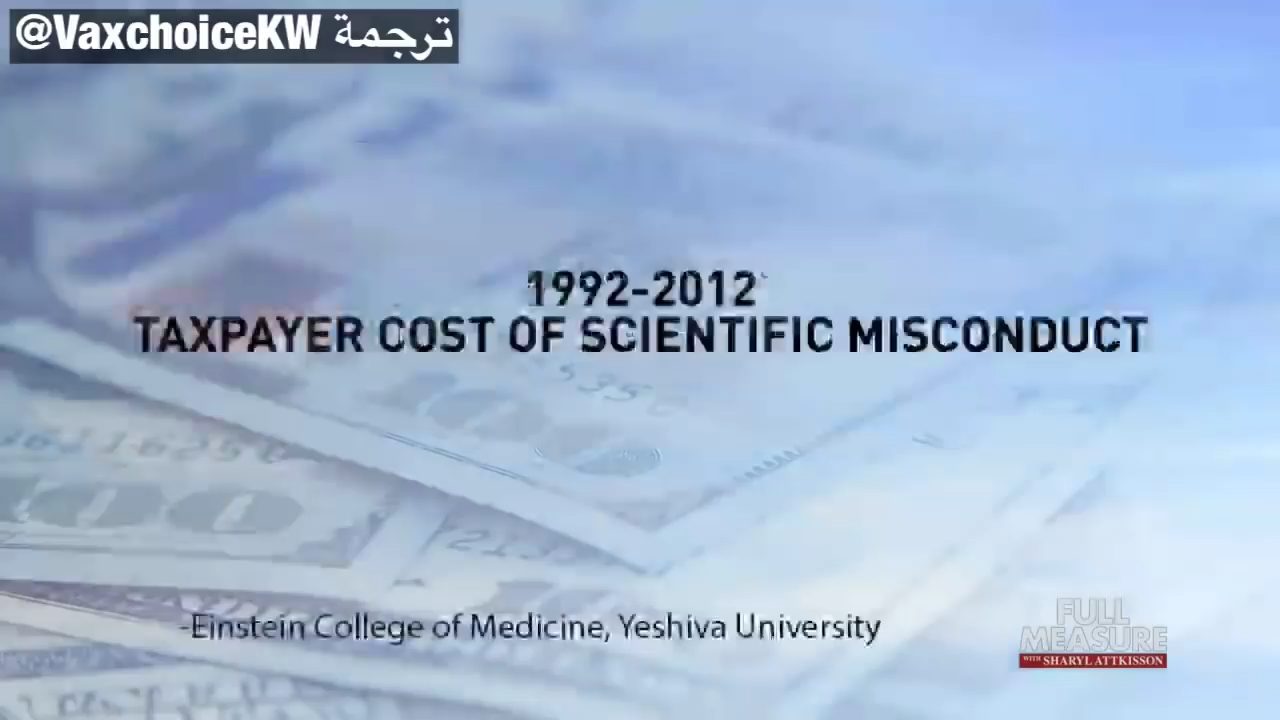 @VaxchoiceKW ترجمة
1992-2012
TAXPAYER COST OF SCIENTIFIC MISCONDUCT
-Einstein College of Medicine, Yeshiva University
FULL
MEASURE
WITH SHARYL ATTKISSON